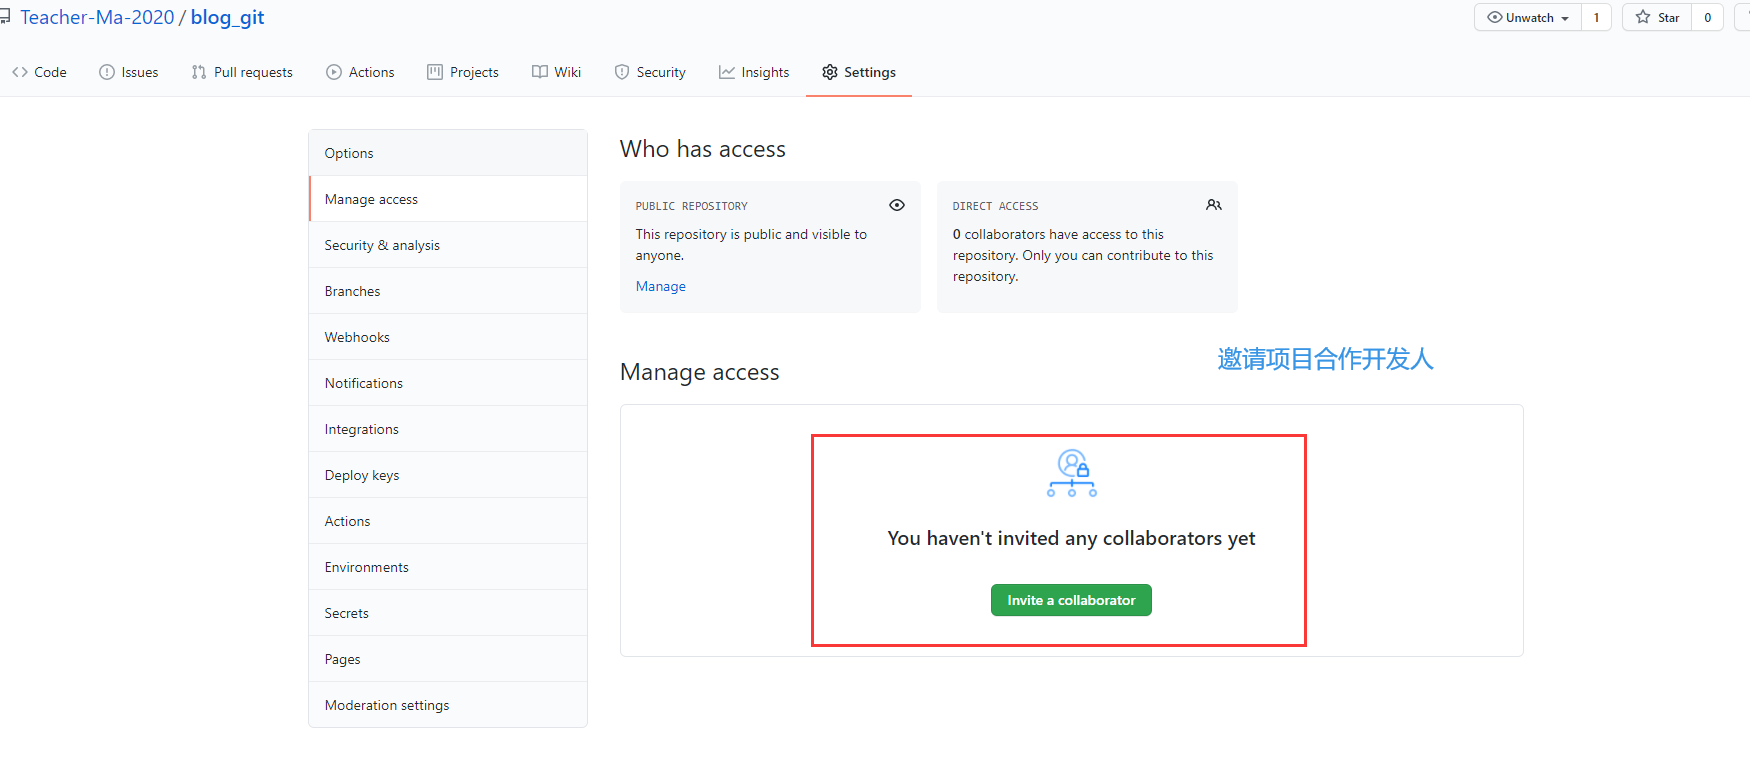 Teacher-Ma-2020 / blog_git
Unwatch 1 Star 0
Code Issues Pull requests Actions Projects Wiki Security Insights Settings
Options
Manage access
Security & analysis
Branches
Webhooks
Notifications
Integrations
Deploy keys
Actions
Environments
Secrets
Pages
Moderation settings
Who has access
PUBLIC REPOSITORY
This repository is public and visible to
anyone.
Manage
DIRECT ACCESS
0 collaborators have access to this
repository. Only you can contribute to this
repository.
邀请项目合作开发人
Manage access
You haven't invited any collaborators yet
Invite a collaborator